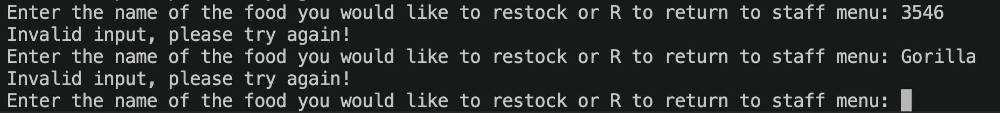 Enter the name of the food you would like to restock or R to return to staff menu: 3546
Invalid input, please try again!
Enter the name of the food you would like to restock or R to return to staff menu: Gorilla
Invalid input, please try again!
Enter the name of the food you would like to restock or R to return to staff menu: